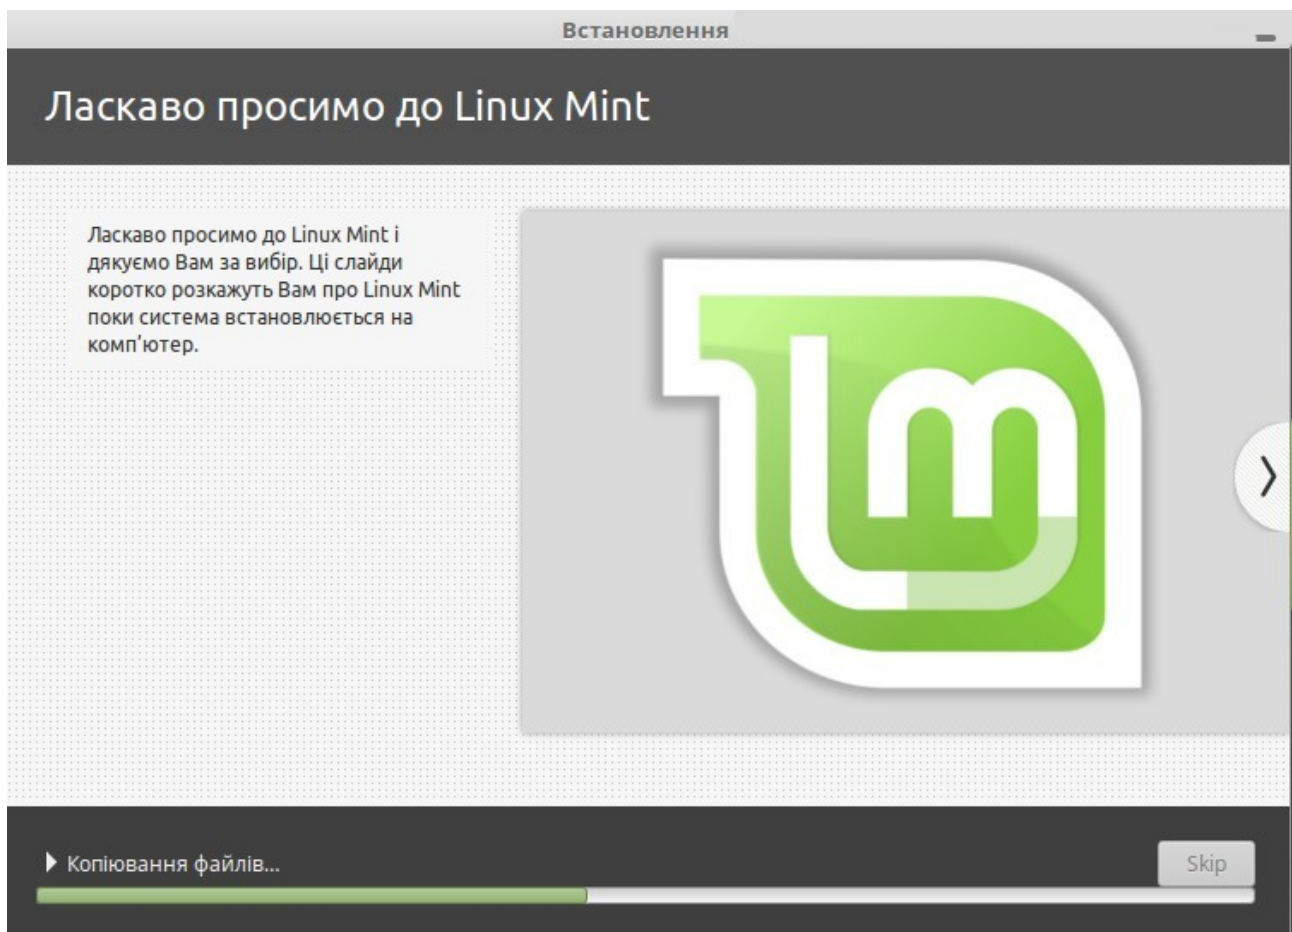 Встановлення
Ласкаво просимо до Linux Mint
Ласкаво просимо до Linux Mint і
дякуємо Вам за вибір. Ці слайди
коротко розкажуть Вам про Linux Mint
поки система встановлюється на
комп’ютер.
Копіювання файлів...
Skip